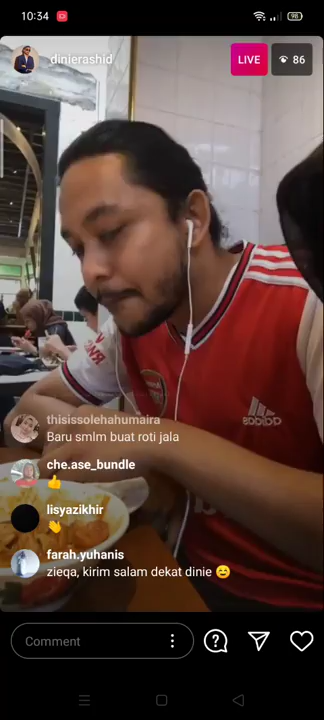 10:34
98
dinierashid
LIVE
86
adidas
thisissolehahumaira
Baru smlm buat roti jala
che.ase_bundle
👍
lisyazikhir
👋
farah.yuhanis
zieqa, kirim salam dekat dinie 😊
Comment